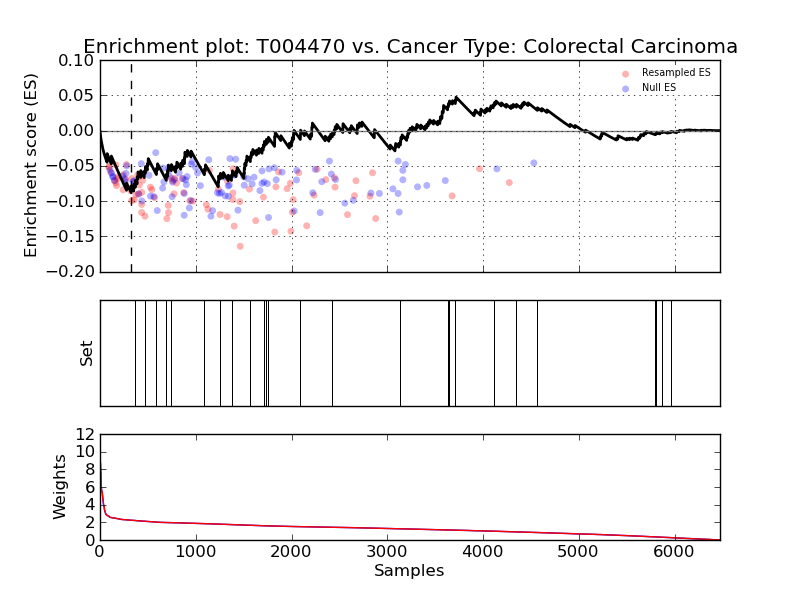 Enrichment plot: T004470 vs. Cancer Type: Colorectal Carcinoma
Enrichment score (ES)
0.10
0.05
0.00
−0.05
−0.10
−0.15
−0.20
Resampled ES
Null ES
Set
Weights
12
10
8
6
4
2
0
0 1000 2000 3000 4000 5000 6000
Samples